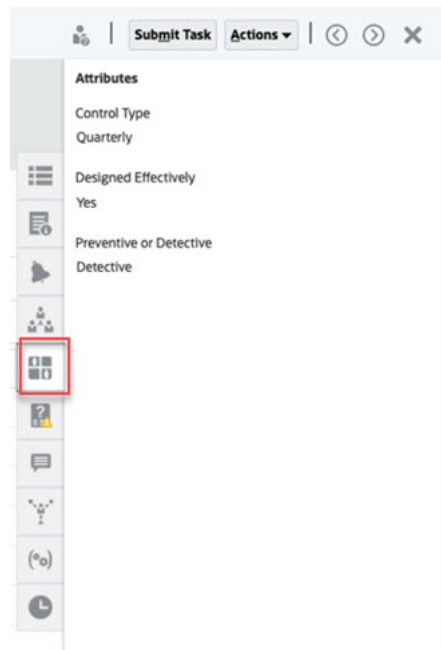 Submit Task Actions
Attributes
Control Type
Quarterly
Designed Effectively
Yes
Preventive or Detective
Detective